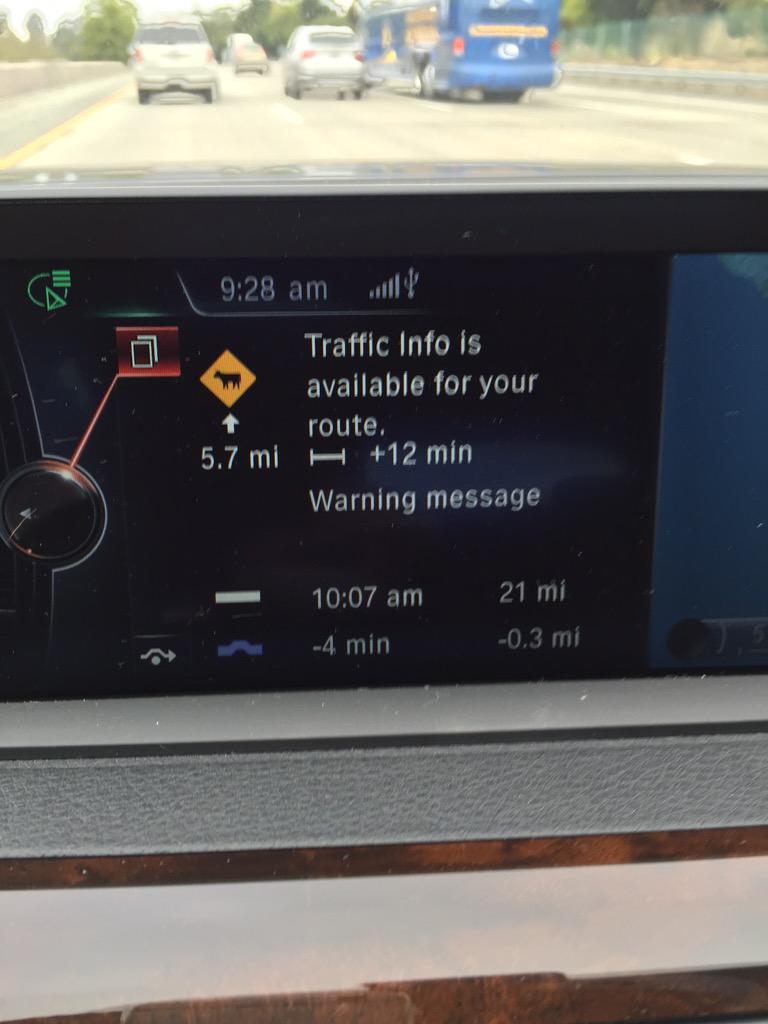 9:28 am
Traffic Info is
available for your
route.
5.7 mi +12 min
Warning message
10:07 am 21 mi
-4 min -0.3 mi